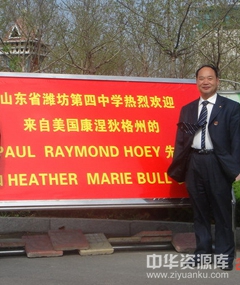 山东省潍坊第四中学热烈欢迎
来自美国康涅狄格州的
PAUL RAYMOND HOEY 先
HEATHER MARIE BULL
中华资源库
www.ziyuanku.com